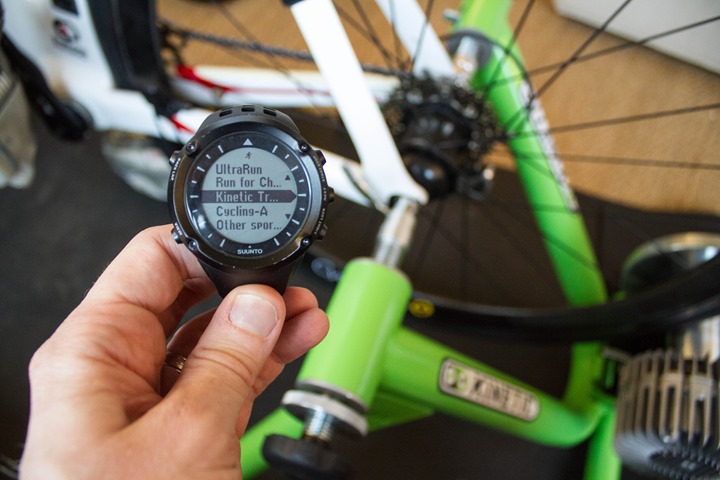 UltraRun
Run for Ch...
Kinetic Tr...
Cycling-A
Other spor...
SUUNTO
KINETIC